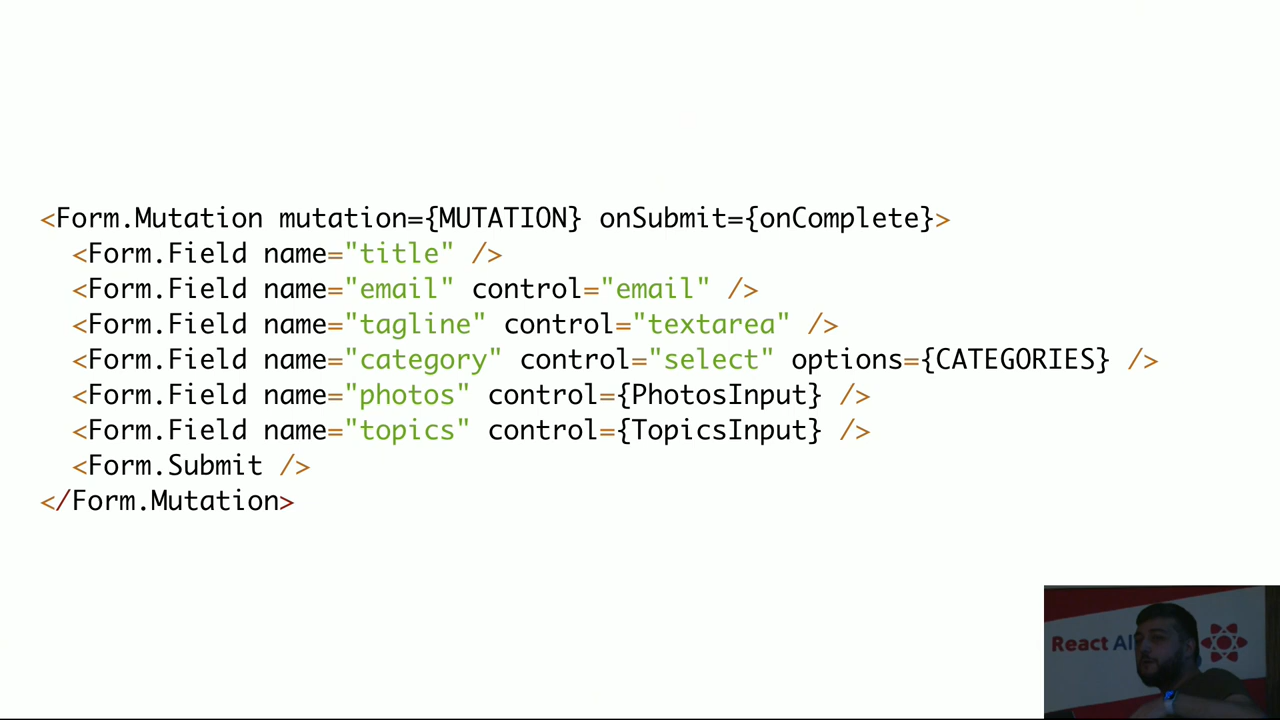 <Form.Mutation mutation={MUTATION} onSubmit={onComplete}>
<Form.Field name="title" />
<Form.Field name="email" control="email" />
<Form.Field name="tagline" control="textarea" />
<Form.Field name="category" control="select" options={CATEGORIES} />
<Form.Field name="photos" control={PhotosInput} />
<Form.Field name="topics" control={TopicsInput} />
<Form.Submit />
</Form.Mutation>
React